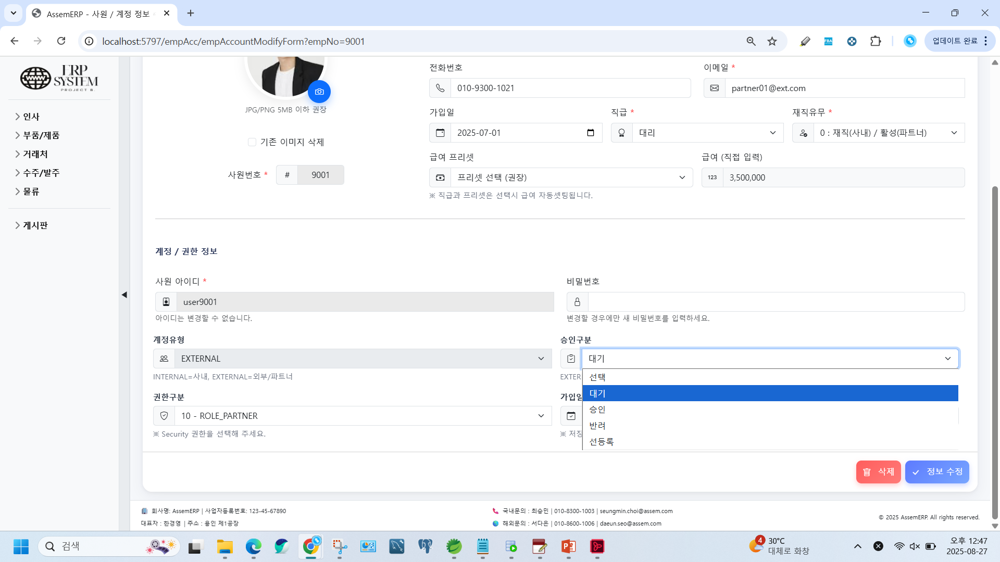 AssemERP - 사원 / 계정 정보
localhost:5797/empAcc/empAccountModifyForm?empNo=9001
FBA
업데이트 완료
ERP
SYSTEM
PROJECT B.
WWW
인사
부품/제품
거래처
수주/발주
물류
게시판
JPG/PNG 5MB 이하 권장
기존 이미지 삭제
사원번호 *
# 9001
전화번호
010-9300-1021
이메일 *
partner01@ext.com
가입일
2025-07-01
직급 *
대리
재직유무 *
0 : 재직(사내) / 활성(파트너)
급여 프리셋
프리셋 선택 (권장)
급여 (직접 입력)
123 3,500,000
※ 직급과 프리셋은 선택시 급여 자동셋팅됩니다.
계정 / 권한 정보
사원 아이디 *
user9001
아이디는 변경할 수 없습니다.
비밀번호
변경할 경우에만 새 비밀번호를 입력하세요.
계정유형
EXTERNAL
INTERNAL=사내, EXTERNAL=외부/파트너
승인구분
대기
EXTER
선택
대기
승인
반려
선등록
권한구분
10 - ROLE_PARTNER
※ Security 권한을 선택해 주세요.
가입일
※ 저장
삭제
정보 수정
회사명: AssemERP | 사업자등록번호: 123-45-67890
대표자 : 한경영 | 주소 : 용인 제1공장
국내문의 : 최승민 | 010-8300-1003 | seungmin.choi@assem.com
해외문의 : 서다은 | 010-8600-1006 | daeun.seo@assem.com
© 2025 AssemERP. All rights reserved.
검색
4
30°C
대체로 화창
오후 12:47
2025-08-27